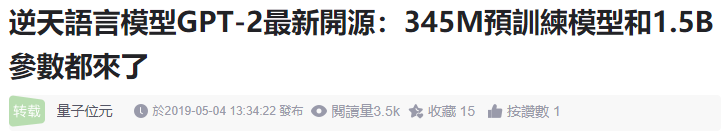 逆天語言模型GPT-2最新開源：345M預訓練模型和1.5B
參數都來了
转载 量子位元 於2019-05-04 13:34:22 發布 閱讀量3.5k 收藏 15 按讚數 1